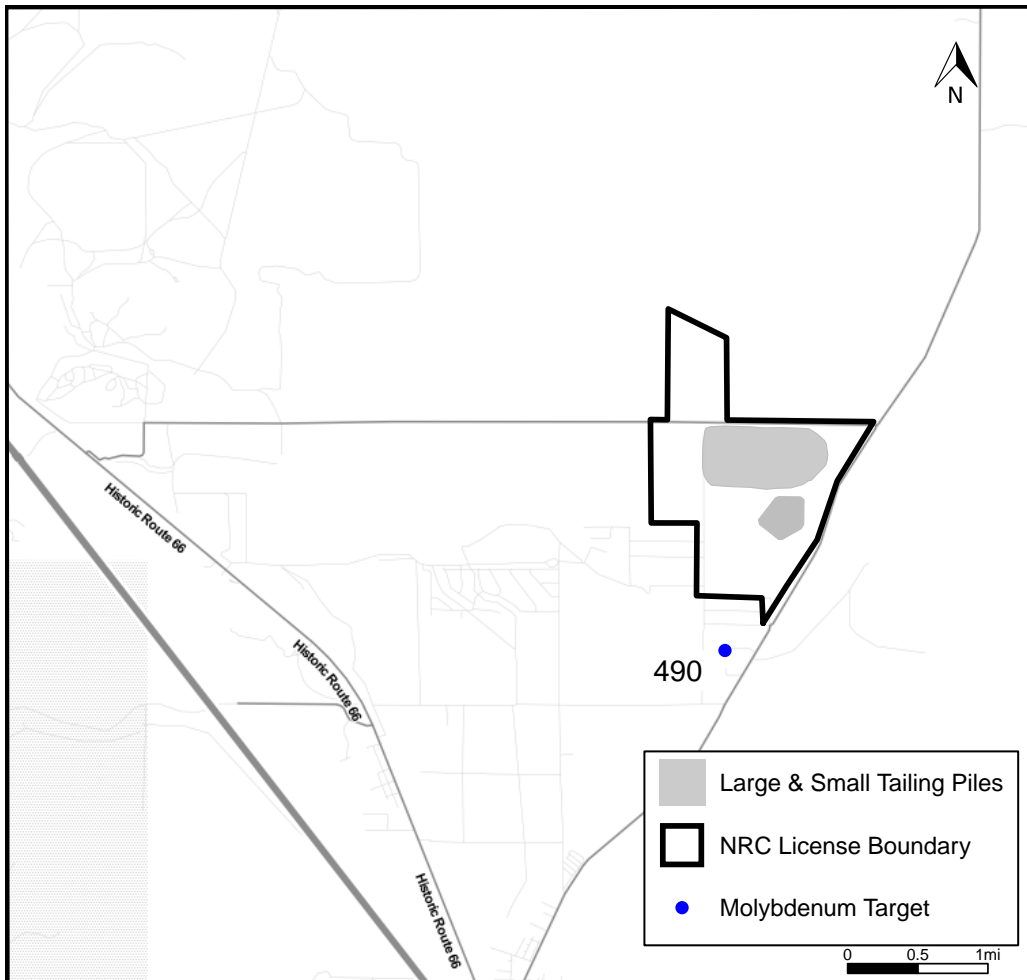 N
Historic Route 66
Historic Route 66
490
Historic Route 66
Large & Small Tailing Piles
NRC License Boundary
Molybdenum Target
0 0.5 1mi